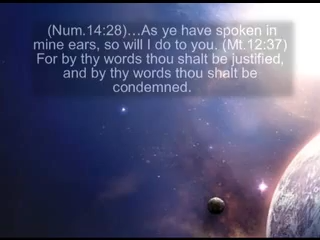 (Num.14:28)…As ye have spoken in
mine ears, so will I do to you. (Mt.12:37)
For by thy words thou shalt be justified,
and by thy words thou shalt be
condemned.